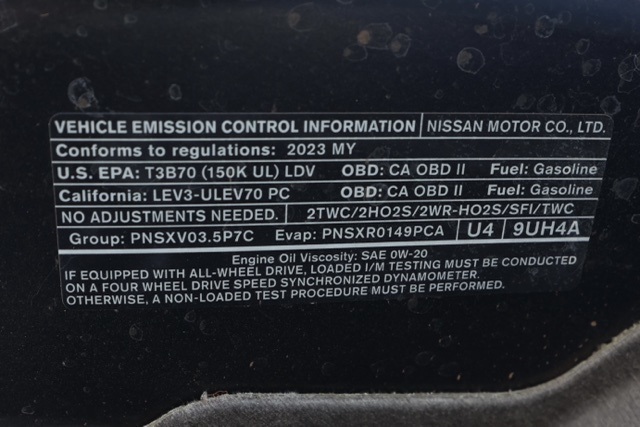 VEHICLE EMISSION CONTROL INFORMATION NISSAN MOTOR CO., LTD.
Conforms to regulations: 2023 MY
U.S. EPA: T3B70 (150K UL) LDV OBD: CA OBD II Fuel: Gasoline
California: LEV3-ULEV70 PC OBD: CA OBD II Fuel: Gasoline
NO ADJUSTMENTS NEEDED. 2TWC/2HO2S/2WR-HO2S/SFI/TWC
Group: PNSXV03.5P7C Evap: PNSXR0149PCA U4 9UH4A
Engine Oil Viscosity: SAE 0W-20
IF EQUIPPED WITH ALL-WHEEL DRIVE, LOADED I/M TESTING MUST BE CONDUCTED
ON A FOUR WHEEL DRIVE SPEED SYNCHRONIZED DYNAMOMETER.
OTHERWISE, A NON-LOADED TEST PROCEDURE MUST BE PERFORMED.